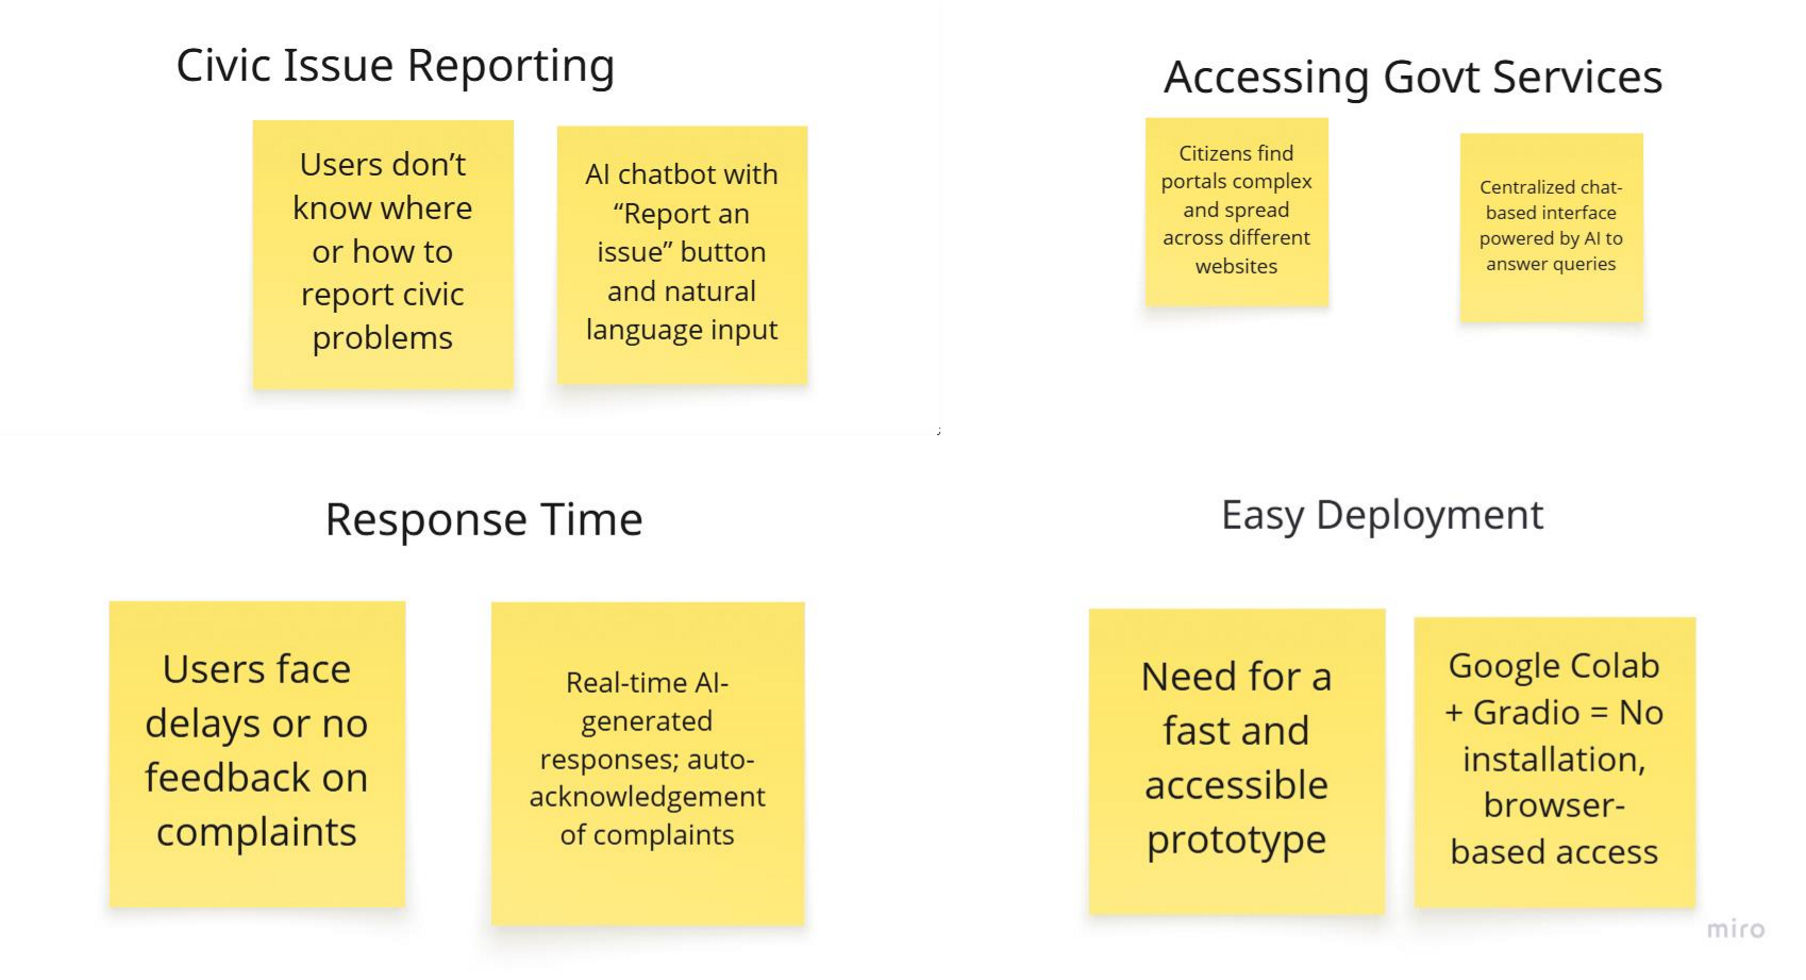 Civic Issue Reporting
Users don’t
know where
or how to
report civic
problems
AI chatbot with
“Report an
issue” button
and natural
language input
Accessing Govt Services
Citizens find
portals complex
and spread
across different
websites
Centralized chat-
based interface
powered by AI to
answer queries
Response Time
Users face
delays or no
feedback on
complaints
Real-time AI-
generated
responses; auto-
acknowledgement
of complaints
Easy Deployment
Need for a
fast and
accessible
prototype
Google Colab
+ Gradio = No
installation,
browser-
based access
miro